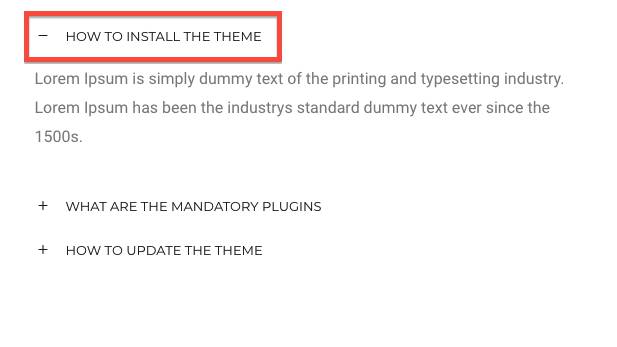 − HOW TO INSTALL THE THEME
Lorem Ipsum is simply dummy text of the printing and typesetting industry.
Lorem Ipsum has been the industrys standard dummy text ever since the
1500s.
+ WHAT ARE THE MANDATORY PLUGINS
+ HOW TO UPDATE THE THEME